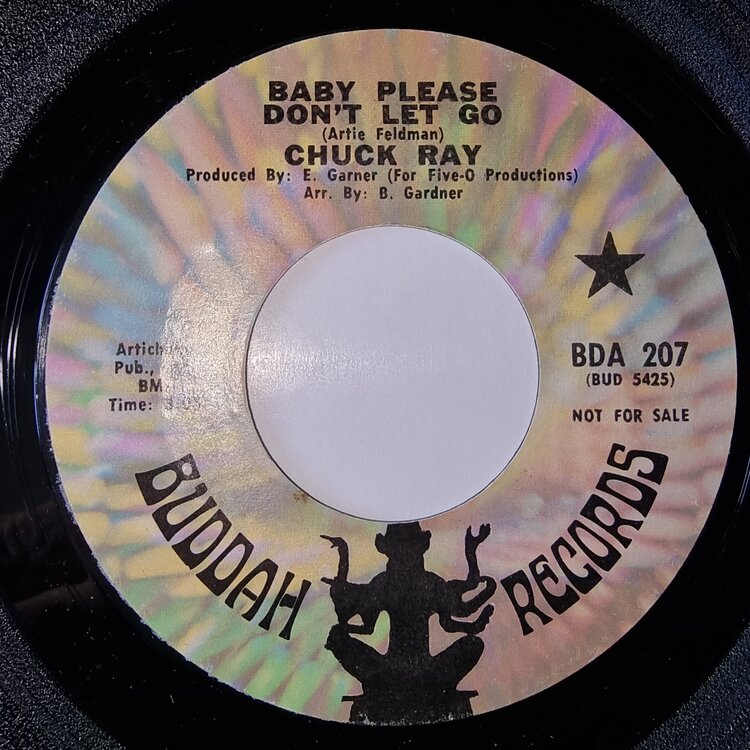 BABY PLEASE
DON'T LET GO
(Artie Feldman)
CHUCK RAY
Produced By: E. Garner (For Five-O Productions)
Arr. By: B. Gardner
Pub.,
Time:
BDA 207
(BUD 5425)
NOT FOR SALE
BUDDAH RECORDS